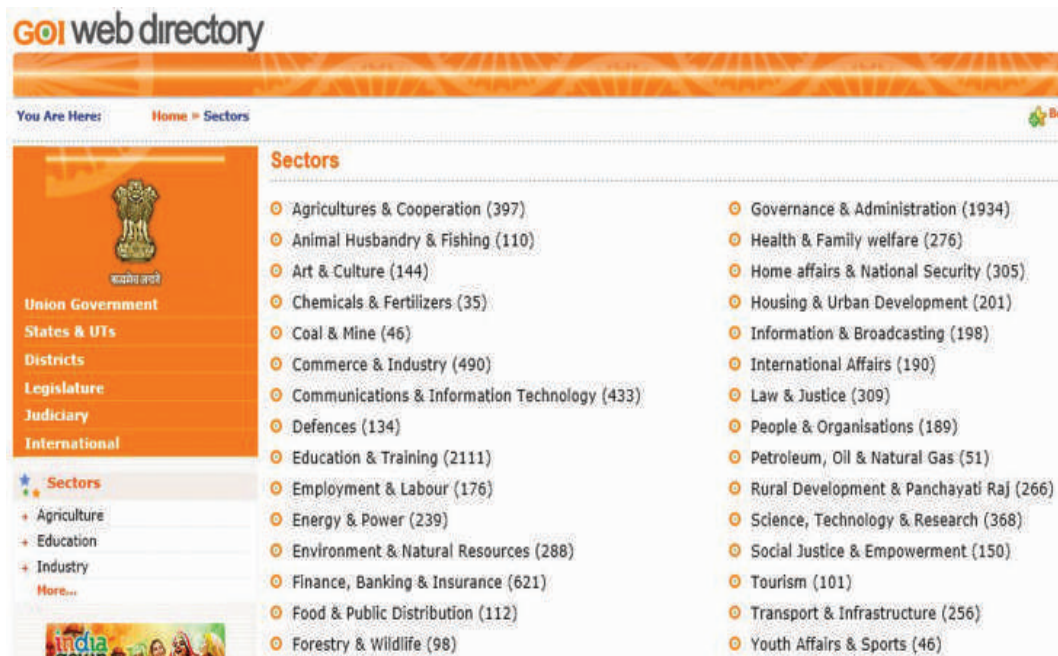 GOI web directory
You Are Here: Home » Sectors
सत्यमेव जयते
Union Government
States & UTs
Districts
Legislature
Judiciary
International
Sectors
Agriculture
Education
Industry
More...
india
Sectors
Agricultures & Cooperation (397)
Animal Husbandry & Fishing (110)
Art & Culture (144)
Chemicals & Fertilizers (35)
Coal & Mine (46)
Commerce & Industry (490)
Communications & Information Technology (433)
Defences (134)
Education & Training (2111)
Employment & Labour (176)
Energy & Power (239)
Environment & Natural Resources (288)
Finance, Banking & Insurance (621)
Food & Public Distribution (112)
Forestry & Wildlife (98)
Governance & Administration (1934)
Health & Family welfare (276)
Home affairs & National Security (305)
Housing & Urban Development (201)
Information & Broadcasting (198)
International Affairs (190)
Law & Justice (309)
People & Organisations (189)
Petroleum, Oil & Natural Gas (51)
Rural Development & Panchayati Raj (266)
Science, Technology & Research (368)
Social Justice & Empowerment (150)
Tourism (101)
Transport & Infrastructure (256)
Youth Affairs & Sports (46)